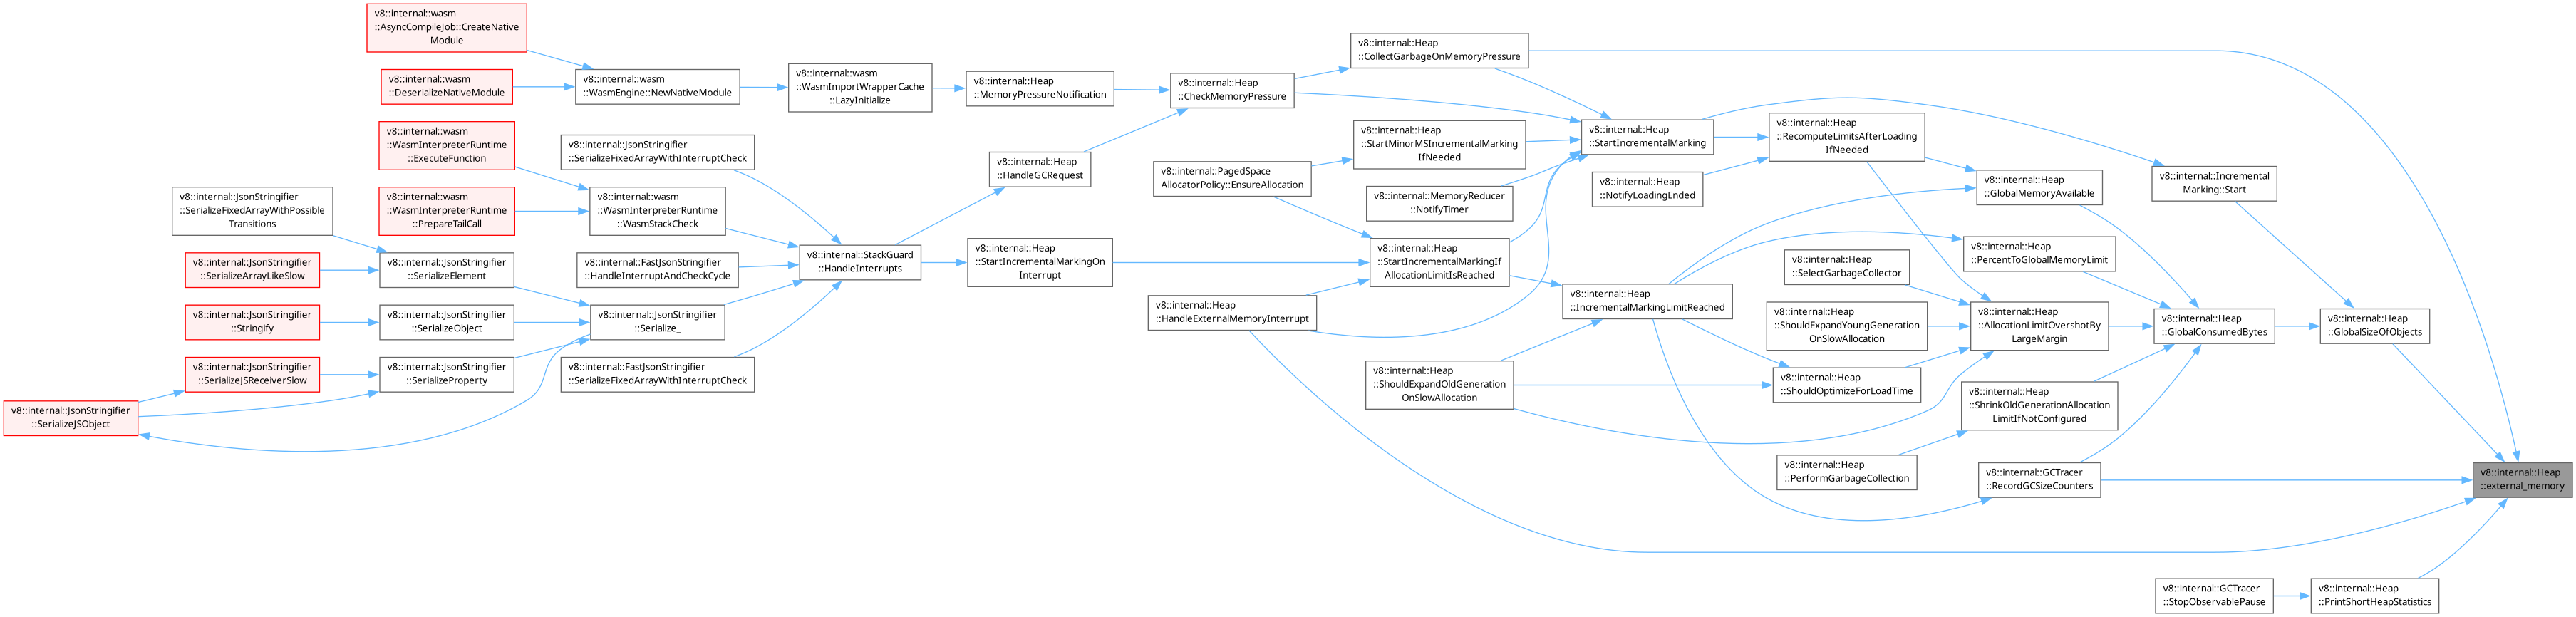 v8::internal::wasm
::AsyncCompileJob::CreateNative
Module
v8::internal::wasm
::DeserializeNativeModule
v8::internal::wasm
::WasmInterpreterRuntime
::ExecuteFunction
v8::internal::wasm
::WasmInterpreterRuntime
::PrepareTailCall
v8::internal::JsonStringifier
::SerializeFixedArrayWithPossible
Transitions
v8::internal::JsonStringifier
::SerializeArrayLikeSlow
v8::internal::JsonStringifier
::Stringify
v8::internal::JsonStringifier
::SerializeJSReceiverSlow
v8::internal::JsonStringifier
::SerializeJSObject
v8::internal::JsonStringifier
::SerializeElement
v8::internal::JsonStringifier
::SerializeObject
v8::internal::JsonStringifier
::SerializeProperty
v8::internal::wasm
::WasmEngine::NewNativeModule
v8::internal::JsonStringifier
::SerializeFixedArrayWithInterruptCheck
v8::internal::wasm
::WasmInterpreterRuntime
::WasmStackCheck
v8::internal::FastJsonStringifier
::HandleInterruptAndCheckCycle
v8::internal::JsonStringifier
::Serialize_
v8::internal::FastJsonStringifier
::SerializeFixedArrayWithInterruptCheck
v8::internal::wasm
::WasmImportWrapperCache
::LazyInitialize
v8::internal::StackGuard
::HandleInterrupts
v8::internal::Heap
::MemoryPressureNotification
v8::internal::Heap
::HandleGCRequest
v8::internal::Heap
::StartIncrementalMarkingOn
Interrupt
v8::internal::Heap
::CheckMemoryPressure
v8::internal::PagedSpace
AllocatorPolicy::EnsureAllocation
v8::internal::Heap
::HandleExternalMemoryInterrupt
v8::internal::Heap
::CollectGarbageOnMemoryPressure
v8::internal::Heap
::StartMinorMSIncrementalMarking
IfNeeded
v8::internal::MemoryReducer
::NotifyTimer
v8::internal::Heap
::StartIncrementalMarkingIf
AllocationLimitIsReached
v8::internal::Heap
::ShouldExpandOldGeneration
OnSlowAllocation
v8::internal::Heap
::StartIncrementalMarking
v8::internal::Heap
::NotifyLoadingEnded
v8::internal::Heap
::IncrementalMarkingLimitReached
v8::internal::Heap
::RecomputeLimitsAfterLoading
IfNeeded
v8::internal::Heap
::SelectGarbageCollector
v8::internal::Heap
::ShouldExpandYoungGeneration
OnSlowAllocation
v8::internal::Heap
::ShouldOptimizeForLoadTime
v8::internal::Heap
::PerformGarbageCollection
v8::internal::Heap
::GlobalMemoryAvailable
v8::internal::Heap
::PercentToGlobalMemoryLimit
v8::internal::Heap
::AllocationLimitOvershotBy
LargeMargin
v8::internal::Heap
::ShrinkOldGenerationAllocation
LimitIfNotConfigured
v8::internal::GCTracer
::RecordGCSizeCounters
v8::internal::Incremental
Marking::Start
v8::internal::Heap
::GlobalConsumedBytes
v8::internal::GCTracer
::StopObservablePause
v8::internal::Heap
::GlobalSizeOfObjects
v8::internal::Heap
::PrintShortHeapStatistics
v8::internal::Heap
::external_memory